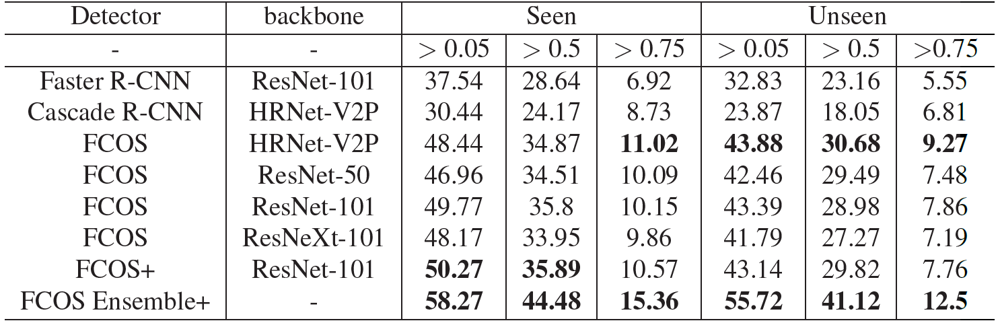 Detector backbone Seen Unseen
- - > 0.05 > 0.5 > 0.75 > 0.05 > 0.5 >0.75
Faster R-CNN ResNet-101 37.54 28.64 6.92 32.83 23.16 5.55
Cascade R-CNN HRNet-V2P 30.44 24.17 8.73 23.87 18.05 6.81
FCOS HRNet-V2P 48.44 34.87 11.02 43.88 30.68 9.27
FCOS ResNet-50 46.96 34.51 10.09 42.46 29.49 7.48
FCOS ResNet-101 49.77 35.8 10.15 43.39 28.98 7.86
FCOS ResNeXt-101 48.17 33.95 9.86 41.79 27.27 7.19
FCOS+ ResNet-101 50.27 35.89 10.57 43.14 29.82 7.76
FCOS Ensemble+ - 58.27 44.48 15.36 55.72 41.12 12.5